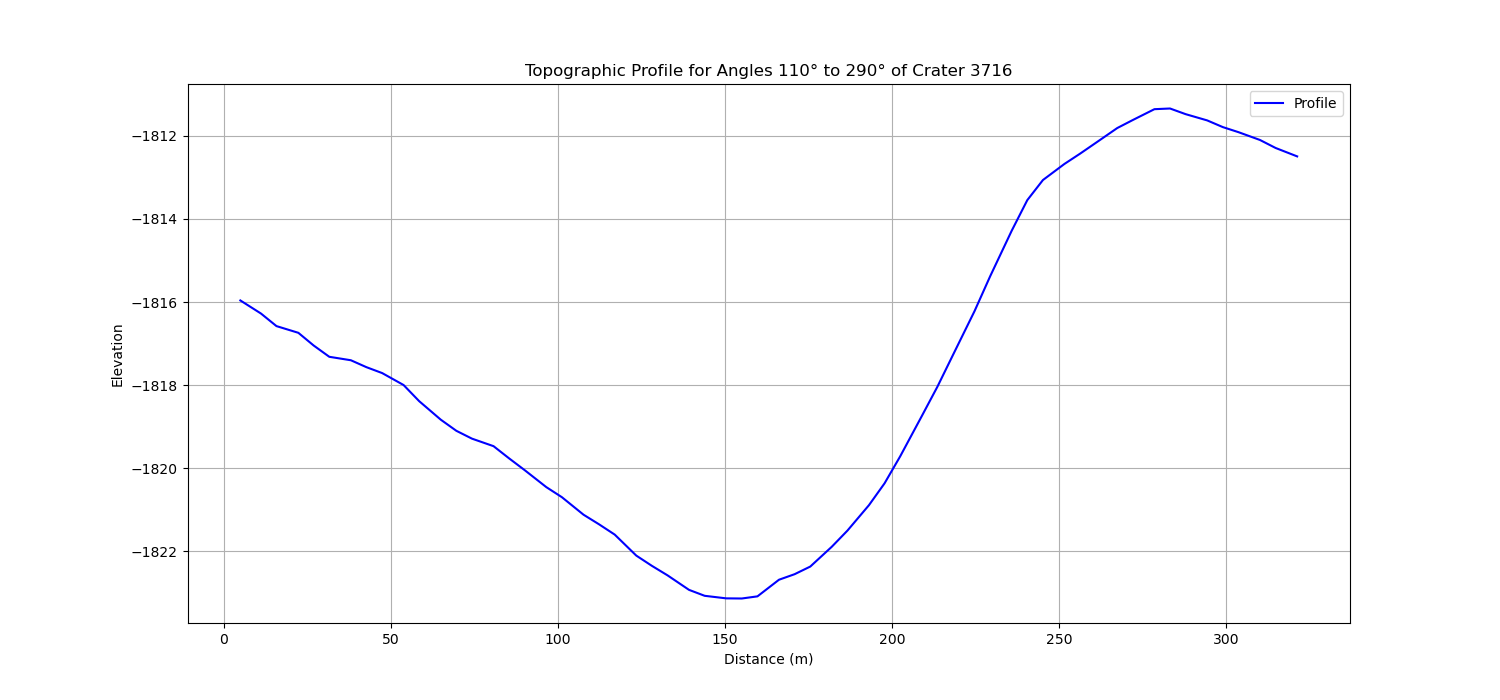 Topographic Profile for Angles 110° to 290° of Crater 3716
Profile
−1812
−1814
−1816
−1818
−1820
−1822
Elevation
0 50 100 150 200 250 300
Distance (m)